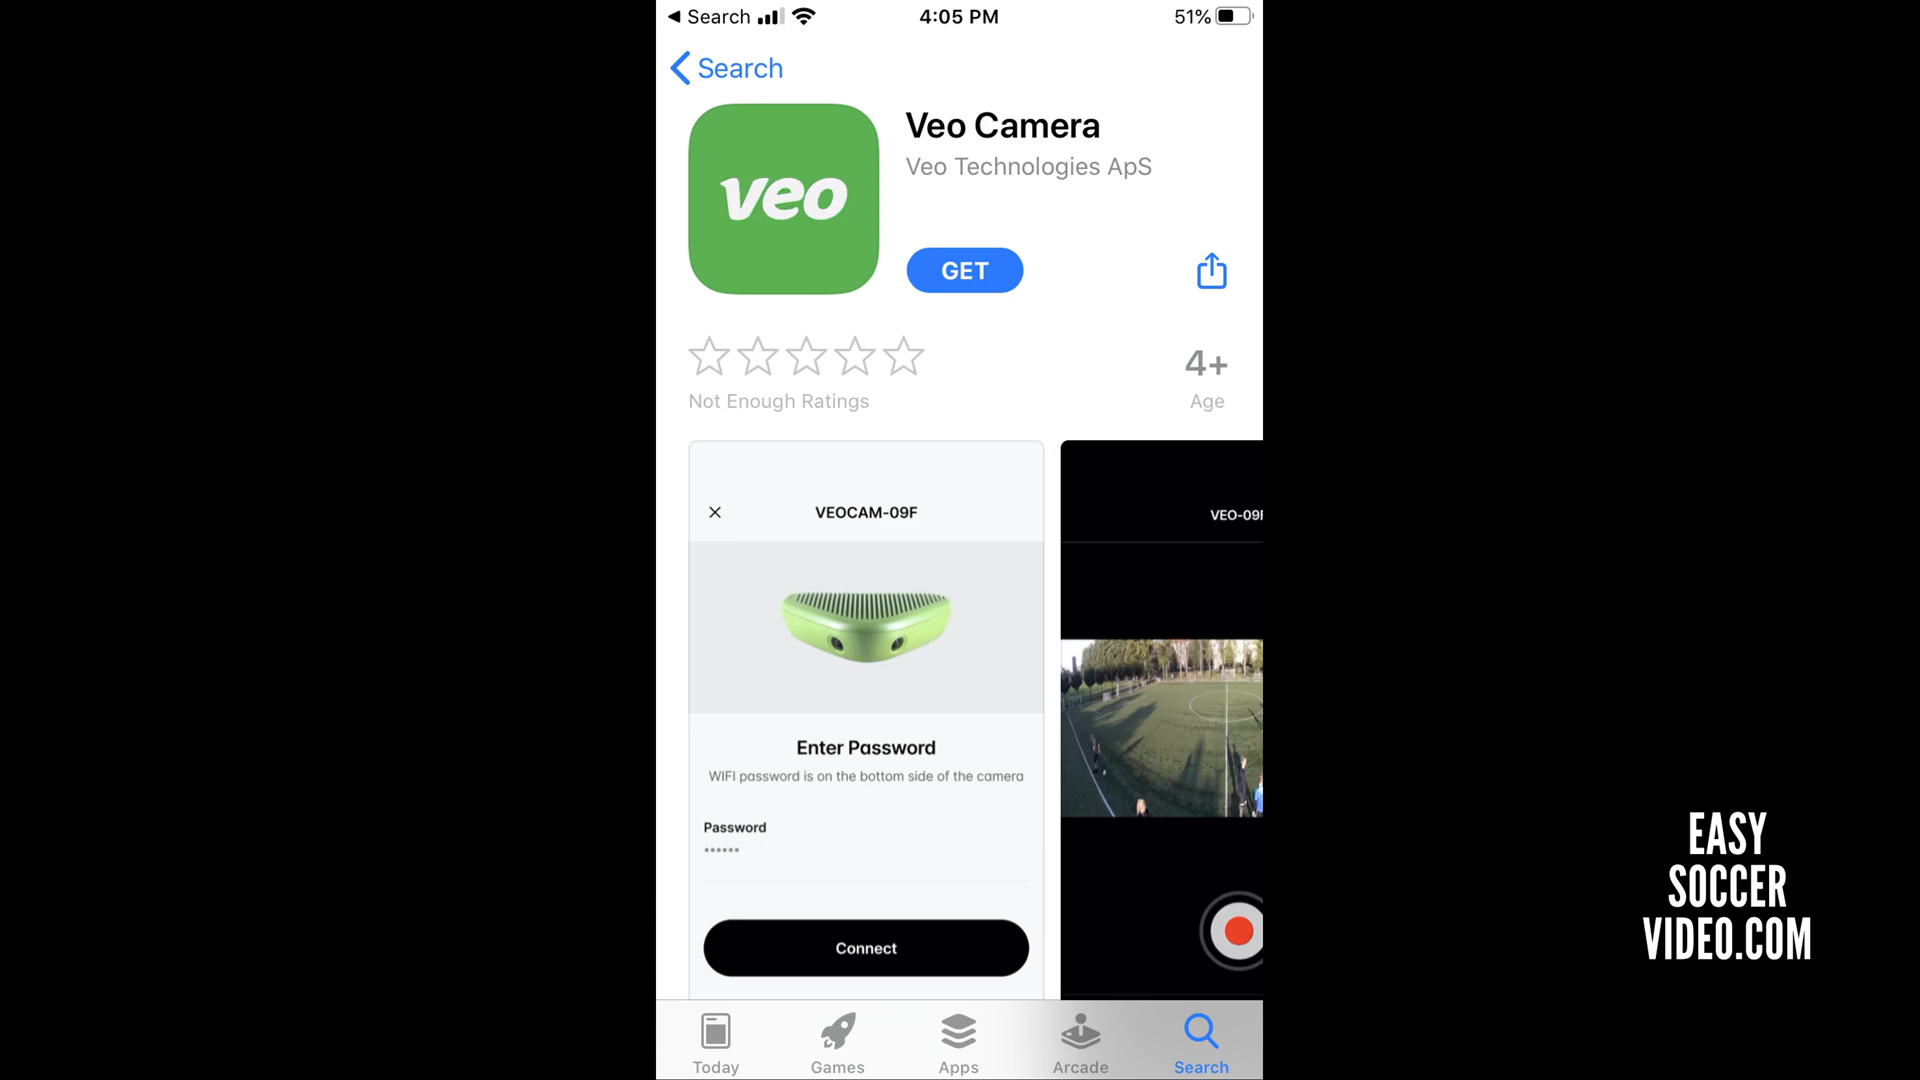 Search
4:05 PM
51%
Search
veo
Veo Camera
Veo Technologies ApS
GET
Not Enough Ratings
4+
Age
VEOCAM-09F
Enter Password
WIFI password is on the bottom side of the camera
Password
••••••
Connect
VEO-09F
EASY
SOCCER
VIDEO.COM
Today
Games
Apps
Arcade
Search